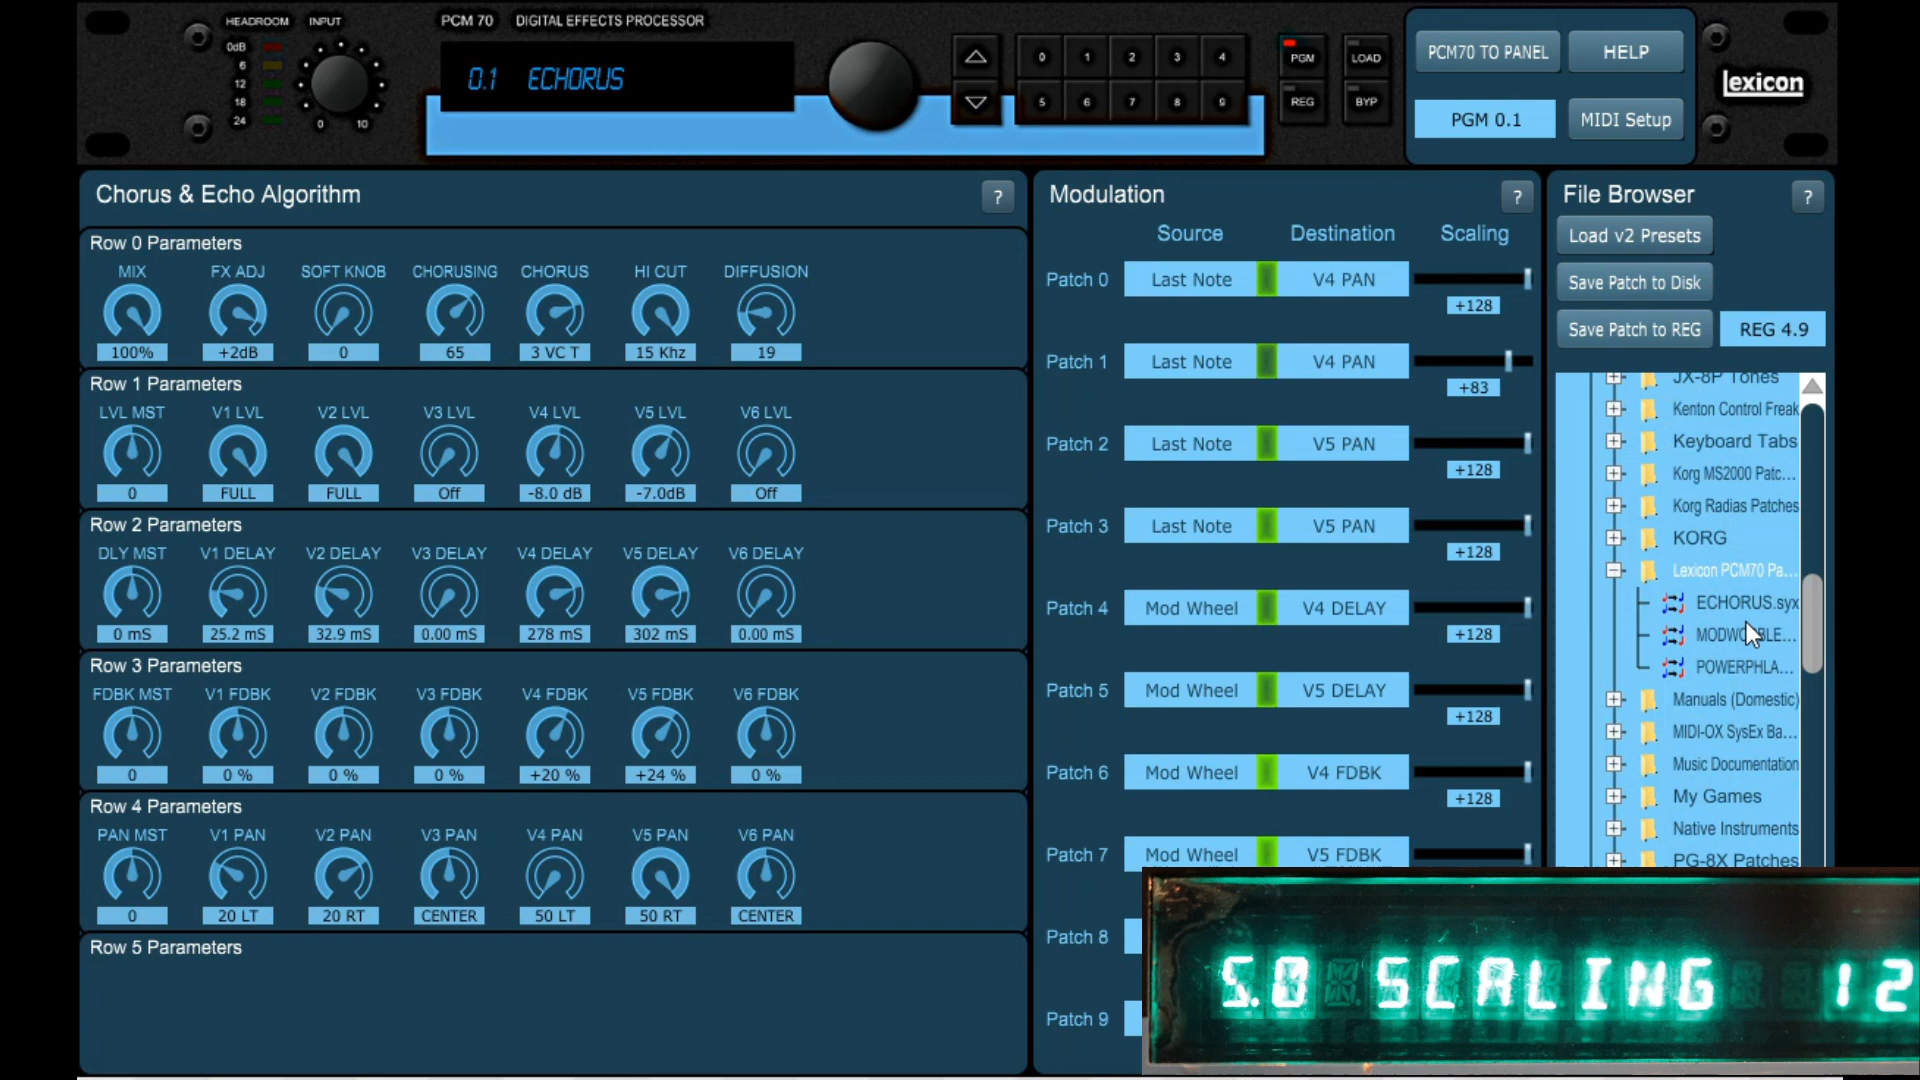 HEADROOM INPUT
0dB
6
12
18
24
0 10
PCM 70 DIGITAL EFFECTS PROCESSOR
0.1 ECHORUS
0 1 2 3 4
5 6 7 8 9
PGM LOAD
REG BYP
PCM70 TO PANEL HELP
PGM 0.1 MIDI Setup
lexicon
Chorus & Echo Algorithm ?
Row 0 Parameters
MIX FX ADJ SOFT KNOB CHORUSING CHORUS HI CUT DIFFUSION
100% +2dB 0 65 3 VC T 15 Khz 19
Row 1 Parameters
LVL MST V1 LVL V2 LVL V3 LVL V4 LVL V5 LVL V6 LVL
0 FULL FULL Off -8.0 dB -7.0dB Off
Row 2 Parameters
DLY MST V1 DELAY V2 DELAY V3 DELAY V4 DELAY V5 DELAY V6 DELAY
0 mS 25.2 mS 32.9 mS 0.00 mS 278 mS 302 mS 0.00 mS
Row 3 Parameters
FDBK MST V1 FDBK V2 FDBK V3 FDBK V4 FDBK V5 FDBK V6 FDBK
0 0 % 0 % 0 % +20 % +24 % 0 %
Row 4 Parameters
PAN MST V1 PAN V2 PAN V3 PAN V4 PAN V5 PAN V6 PAN
0 20 LT 20 RT CENTER 50 LT 50 RT CENTER
Row 5 Parameters
Modulation ?
Source Destination Scaling
Patch 0 Last Note V4 PAN
+128
Patch 1 Last Note V4 PAN
+83
Patch 2 Last Note V5 PAN
+128
Patch 3 Last Note V5 PAN
+128
Patch 4 Mod Wheel V4 DELAY
+128
Patch 5 Mod Wheel V5 DELAY
+128
Patch 6 Mod Wheel V4 FDBK
+128
Patch 7 Mod Wheel V5 FDBK
Patch 8
Patch 9
File Browser ?
Load v2 Presets
Save Patch to Disk
Save Patch to REG REG 4.9
JX-8P Tones
Kenton Control Freak
Keyboard Tabs
Korg MS2000 Patc...
Korg Radias Patches
KORG
Lexicon PCM70 Pa...
ECHORUS.syx
POWERPHLA...
Manuals (Domestic)
MIDI-OX SysEx Ba...
Music Documentation
My Games
Native Instruments
PG-8X Patches
5.0 SCALING 12